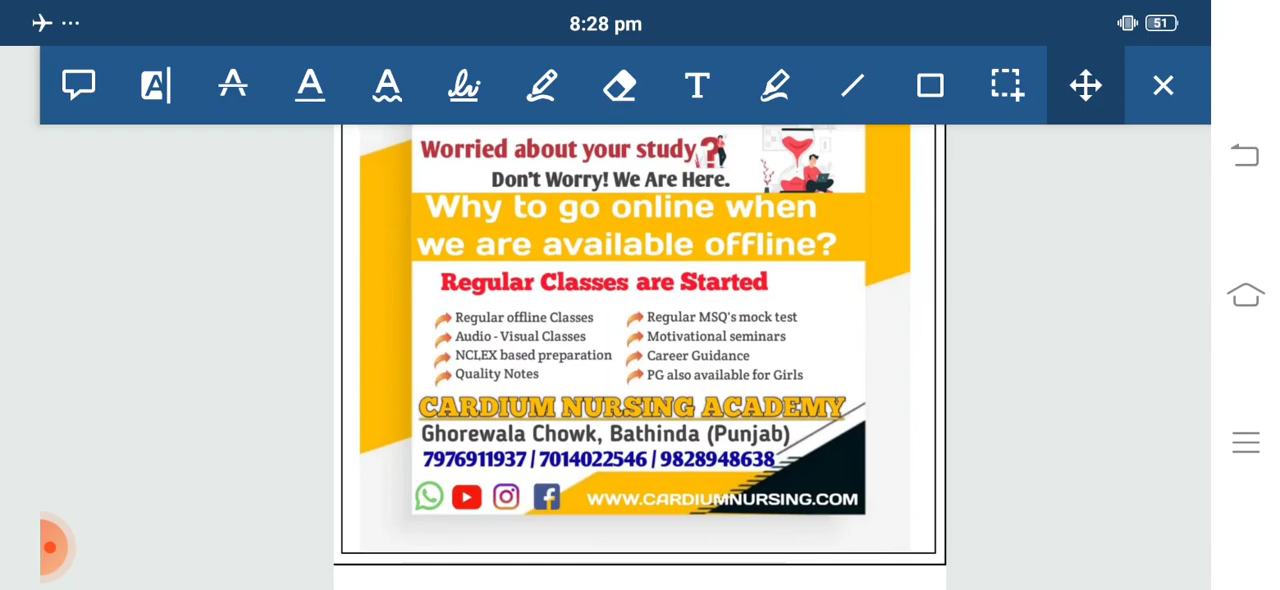 8:28 pm
51
Worried about your study?
Don't Worry! We Are Here.
Why to go online when
we are available offline?
Regular Classes are Started
Regular offline Classes
Audio - Visual Classes
NCLEX based preparation
Quality Notes
Regular MSQ's mock test
Motivational seminars
Career Guidance
PG also available for Girls
CARDIUM NURSING ACADEMY
Ghorewala Chowk, Bathinda (Punjab)
7976911937 / 7014022546 / 9828948638
WWW.CARDIUMNURSING.COM